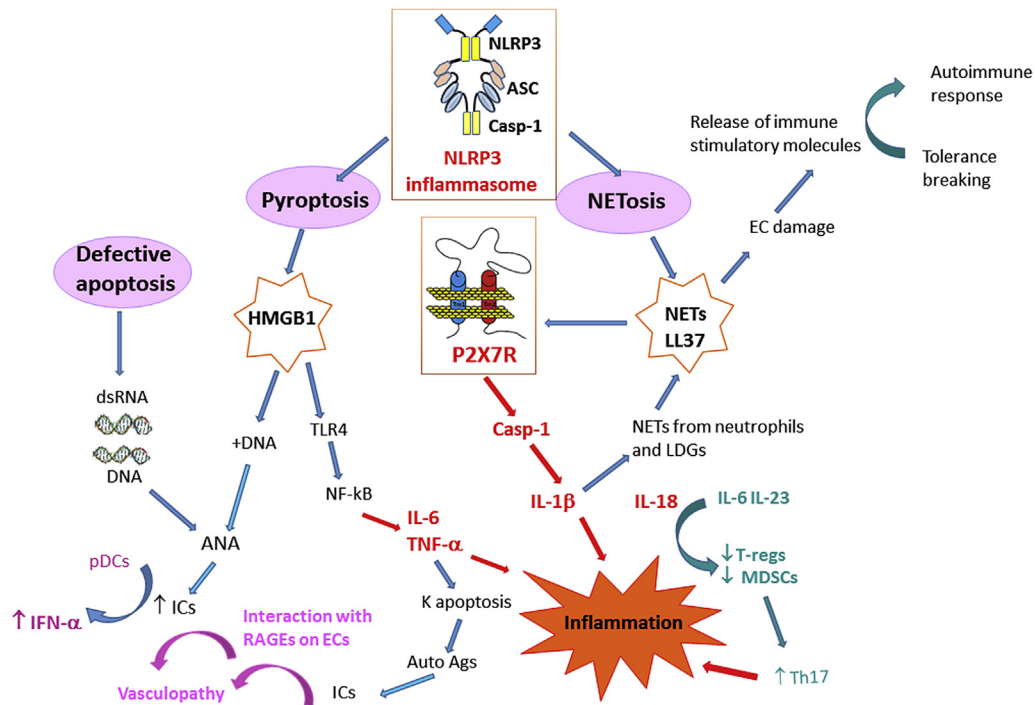 NLRP3
ASC
Casp-1
NLRP3
inflammasome
Autoimmune
response
Release of immune
stimulatory molecules
Tolerance
breaking
Pyroptosis
NETosis
EC damage
Defective
apoptosis
HMGB1
NETs
LL37
P2X7R
dsRNA
DNA
+DNA
TLR4
NF-kB
Casp-1
NETs from neutrophils
and LDGs
IL-1β
IL-18
IL-6 IL-23
IL-6
TNF-α
ANA
pDCs
↑ ICs
↑ IFN-α
↓T-regs
↓ MDSCs
K apoptosis
Inflammation
Interaction with
RAGEs on ECs
Auto Ags
↑Th17
Vasculopathy
ICs